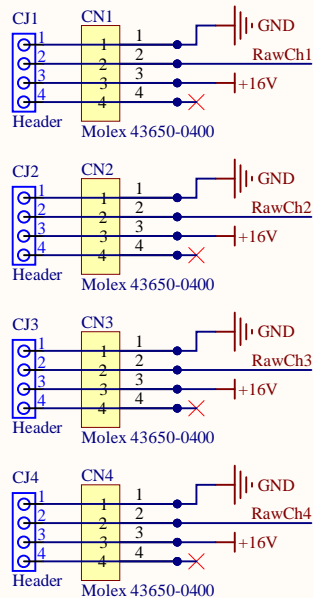 CJ1 CN1
GND
1 1 1
2 2 2 RawCh1
3 3 3 +16V
4 4 4
Header Molex 43650-0400
CJ2 CN2
GND
1 1 1
2 2 2 RawCh2
3 3 3 +16V
4 4 4
Header Molex 43650-0400
CJ3 CN3
GND
1 1 1
2 2 2 RawCh3
3 3 3 +16V
4 4 4
Header Molex 43650-0400
CJ4 CN4
GND
1 1 1
2 2 2 RawCh4
3 3 3 +16V
4 4 4
Header Molex 43650-0400